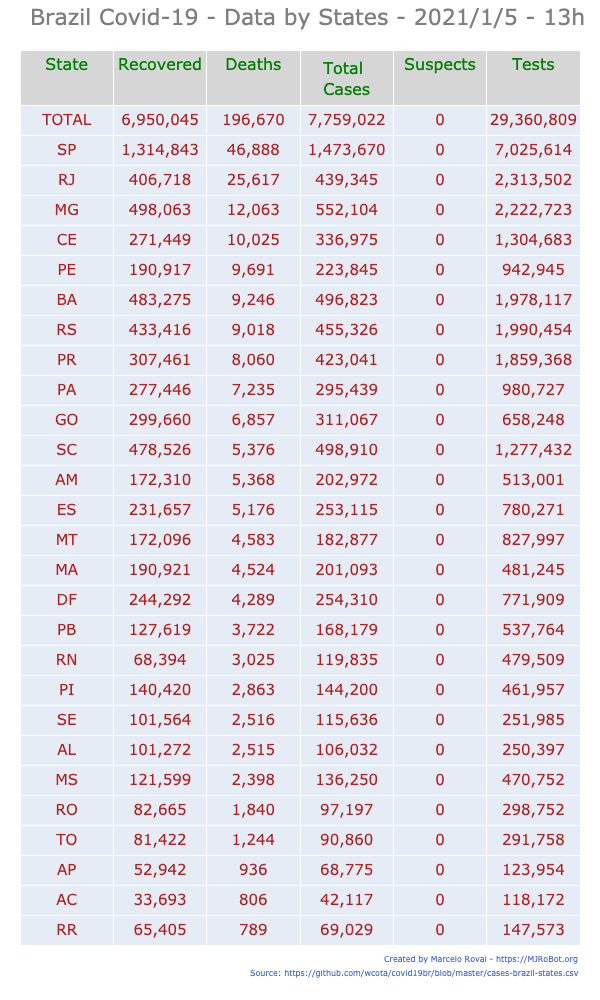 Brazil Covid-19 - Data by States - 2021/1/5 - 13h
State Recovered Deaths Total Cases Suspects Tests
TOTAL 6,950,045 196,670 7,759,022 0 29,360,809
SP 1,314,843 46,888 1,473,670 0 7,025,614
RJ 406,718 25,617 439,345 0 2,313,502
MG 498,063 12,063 552,104 0 2,222,723
CE 271,449 10,025 336,975 0 1,304,683
PE 190,917 9,691 223,845 0 942,945
BA 483,275 9,246 496,823 0 1,978,117
RS 433,416 9,018 455,326 0 1,990,454
PR 307,461 8,060 423,041 0 1,859,368
PA 277,446 7,235 295,439 0 980,727
GO 299,660 6,857 311,067 0 658,248
SC 478,526 5,376 498,910 0 1,277,432
AM 172,310 5,368 202,972 0 513,001
ES 231,657 5,176 253,115 0 780,271
MT 172,096 4,583 182,877 0 827,997
MA 190,921 4,524 201,093 0 481,245
DF 244,292 4,289 254,310 0 771,909
PB 127,619 3,722 168,179 0 537,764
RN 68,394 3,025 119,835 0 479,509
PI 140,420 2,863 144,200 0 461,957
SE 101,564 2,516 115,636 0 251,985
AL 101,272 2,515 106,032 0 250,397
MS 121,599 2,398 136,250 0 470,752
RO 82,665 1,840 97,197 0 298,752
TO 81,422 1,244 90,860 0 291,758
AP 52,942 936 68,775 0 123,954
AC 33,693 806 42,117 0 118,172
RR 65,405 789 69,029 0 147,573
Created by Marcelo Rovai - https://MJRoBot.org
Source: https://github.com/wcota/covid19br/blob/master/cases-brazil-states.csv